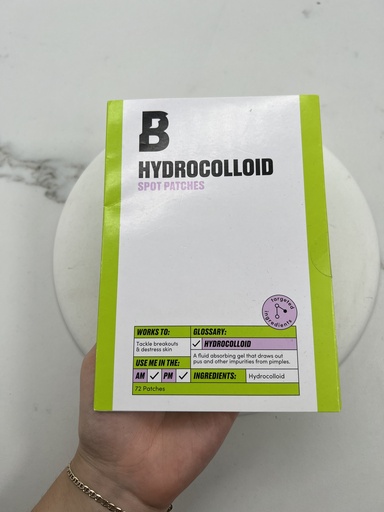 B
HYDROCOLLOID
SPOT PATCHES
targeted
ingredients
WORKS TO:
Tackle breakouts
& destress skin
USE ME IN THE:
AM ✓ PM ✓
72 Patches
GLOSSARY:
✓ HYDROCOLLOID
A fluid absorbing gel that draws out
pus and other impurities from pimples.
INGREDIENTS: Hydrocolloid